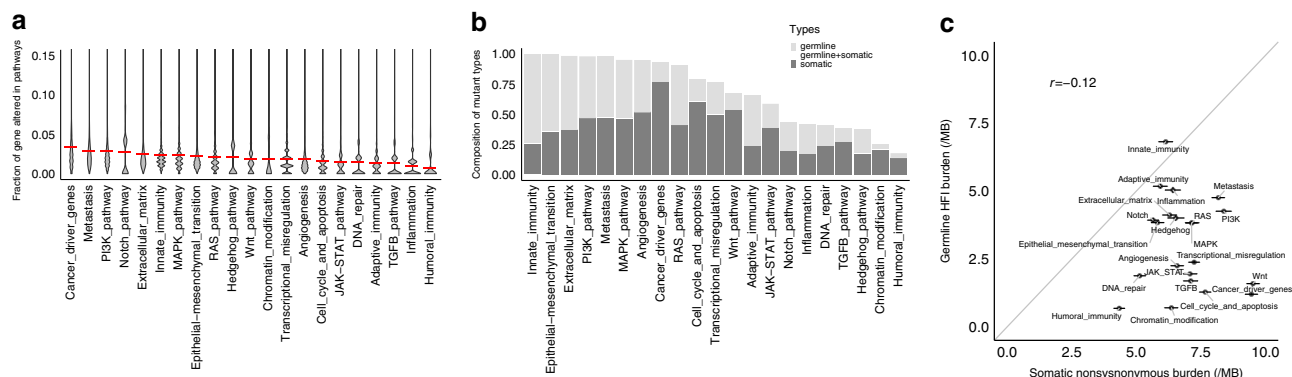 a
Fraction of gene altered in pathways
0.15
0.10
0.05
0.00
Cancer_driver_genes
Metastasis
PI3K_pathway
Notch_pathway
Extracellular_matrix
Innate_immunity
MAPK_pathway
Epithelial−mesenchymal_transition
RAS_pathway
Hedgehog_pathway
Wnt_pathway
Chromatin_modification
Transcriptional_misregulation
Angiogenesis
Cell_cycle_and_apoptosis
JAK−STAT_pathway
DNA_repair
Adaptive_immunity
TGFB_pathway
Inflammation
Humoral_immunity
b
Composition of mutant types
1.00
0.75
0.50
0.25
0.00
Types
germline
germline+somatic
somatic
Innate_immunity
Epithelial−mesenchymal_transition
Extracellular_matrix
PI3K_pathway
Metastasis
MAPK_pathway
Angiogenesis
Cancer_driver_genes
RAS_pathway
Cell_cycle_and_apoptosis
Transcriptional_misregulation
Wnt_pathway
Adaptive_immunity
JAK−STAT_pathway
Notch_pathway
Inflammation
DNA_repair
TGFB_pathway
Hedgehog_pathway
Chromatin_modification
Humoral_immunity
c
Germline HFI burden (/MB)
10.0
7.5
5.0
2.5
0.0
r=−0.12
Innate_immunity
Adaptive_immunity
Metastasis
Extracellular_matrix
Inflammation
Notch
RAS
PI3K
Hedgehog
Epithelial_mesenchymal_transition
MAPK
Angiogenesis
Transcriptional_misregulation
JAK_STAT
Wnt
DNA_repair
TGFB
Cancer_driver_genes
Cell_cycle_and_apoptosis
Humoral_immunity
Chromatin_modification
0.0
2.5
5.0
7.5
10.0
Somatic nonsynonymous burden (/MB)